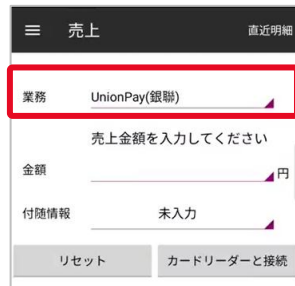 売上 直近明細
業務 UnionPay(銀聯)
売上金額を入力してください
金額 円
付随情報 未入力
リセット カードリーダーと接続